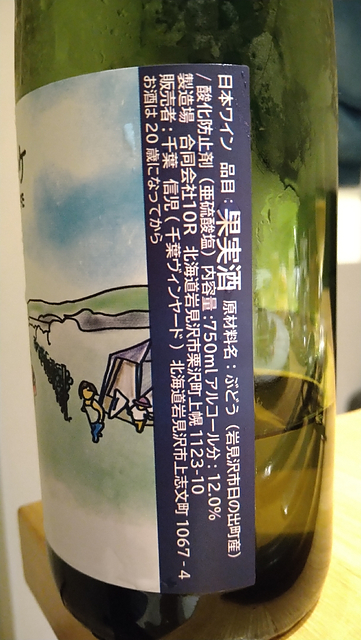 日本ワイン 品目：果実酒 原材料名：ぶどう（岩見沢市日の出町産）
/酸化防止剤（亜硫酸塩）内容量：750ml アルコール分：12.0%
製造場 合同会社10R 北海道岩見沢市栗沢町上幌 1123-10
販売者：千葉 信児（千葉ヴィンヤード） 北海道岩見沢市上志文町 1067-4
お酒は20歳になってから